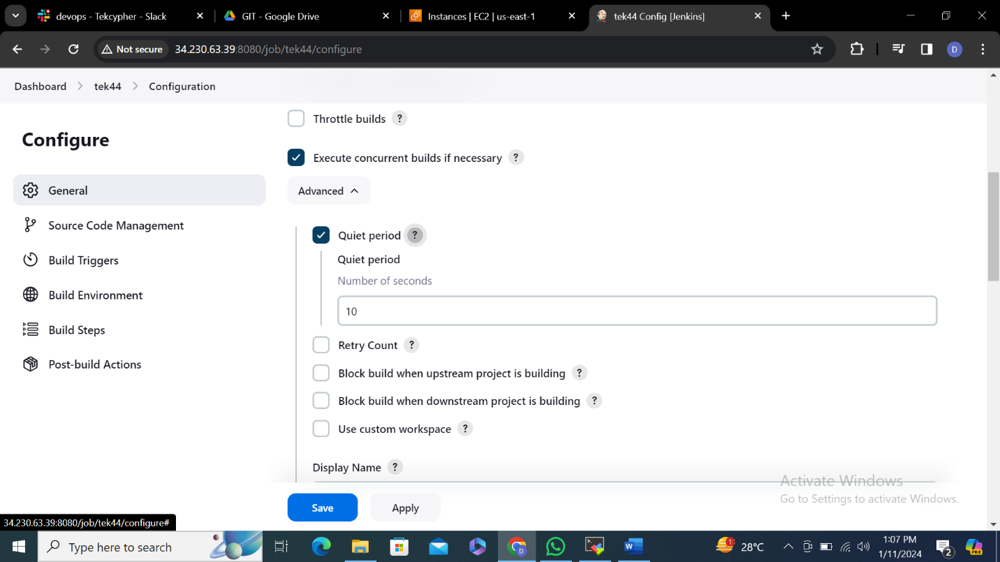 devops - Tekcypher - Slack
GIT - Google Drive
Instances | EC2 | us-east-1
tek44 Config [Jenkins]
Not secure 34.230.63.39:8080/job/tek44/configure
D
Dashboard > tek44 > Configuration
Configure
General
Source Code Management
Build Triggers
Build Environment
Build Steps
Post-build Actions
Throttle builds ?
Execute concurrent builds if necessary ?
Advanced
Quiet period ?
Quiet period
Number of seconds
10
Retry Count ?
Block build when upstream project is building ?
Block build when downstream project is building ?
Use custom workspace ?
Display Name ?
Activate Windows
Go to Settings to activate Windows.
Save Apply
34.230.63.39:8080/job/tek44/configure#
Type here to search
D
W
1
28°C
1:07 PM
1/11/2024
2
PRE